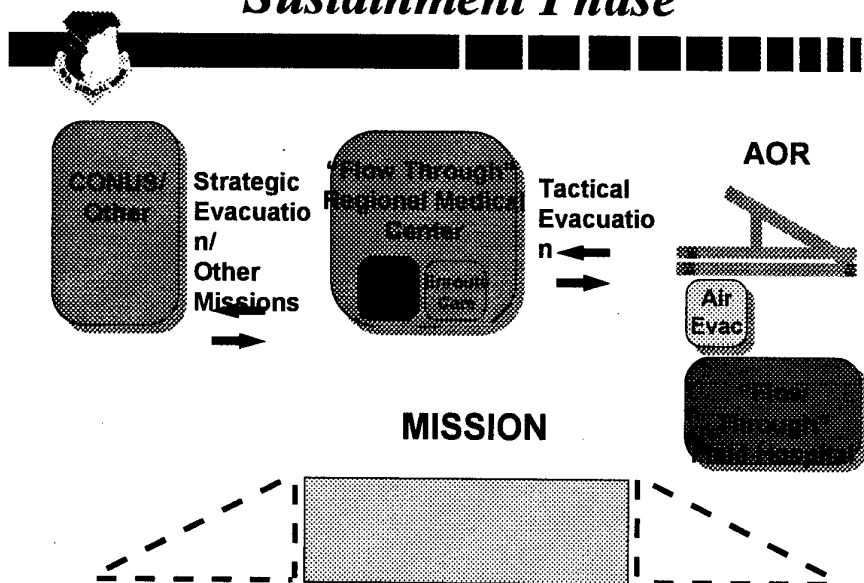 Sustainment Phase
MEDICAL
CONUS/
Other
Strategic
Evacuatio
n/
Other
Missions
"Flow Through"
Regional Medical
Center
Enroute
Care
Tactical
Evacuatio
n
AOR
Air
Evac
"Flow
Through"
Field Hospital
MISSION